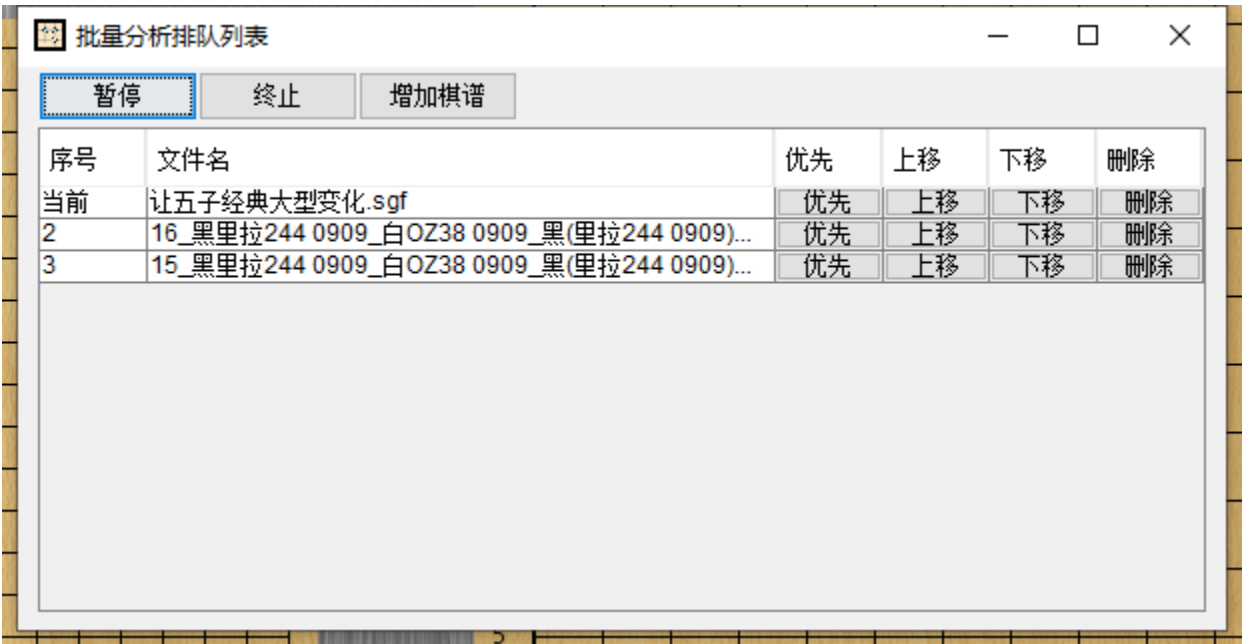 批量分析排队列表
暂停 终止 增加棋谱
序号 文件名 优先 上移 下移 删除
当前 让五子经典大型变化.sgf 优先 上移 下移 删除
2 16_黑里拉244 0909_白OZ38 0909_黑(里拉244 0909)... 优先 上移 下移 删除
3 15_黑里拉244 0909_白OZ38 0909_黑(里拉244 0909)... 优先 上移 下移 删除
5